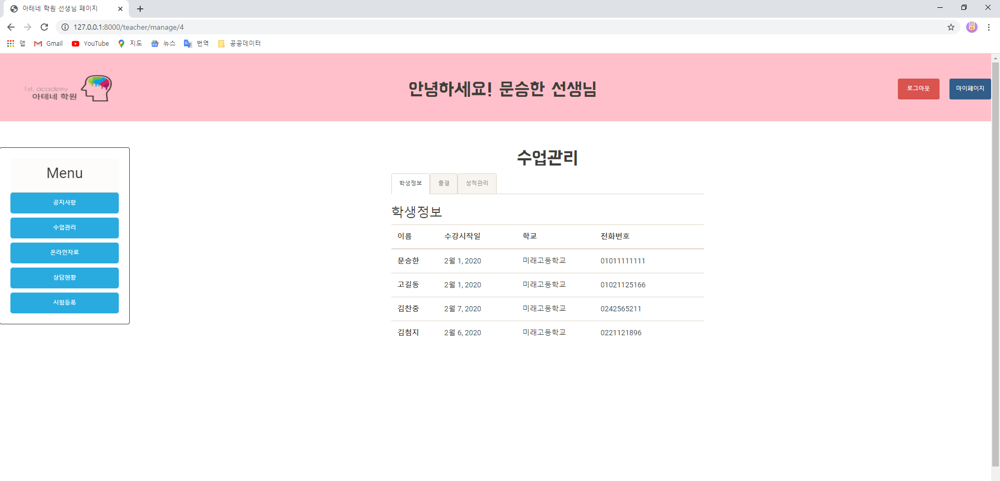 아테네 학원 선생님 페이지
127.0.0.1:8000/teacher/manage/4
앱 Gmail YouTube 지도 뉴스 번역 공공데이터
1st. academy
아테네 학원
안녕하세요! 문승한 선생님
로그아웃 마이페이지
수업관리
Menu
공지사항
수업관리
온라인자료
상담현황
시험등록
학생정보 출결 성적관리
학생정보
이름 수강시작일 학교 전화번호
문승한 2월 1, 2020 미래고등학교 01011111111
고길동 2월 1, 2020 미래고등학교 01021125166
김찬중 2월 7, 2020 미래고등학교 0242565211
김첨지 2월 6, 2020 미래고등학교 0221121896